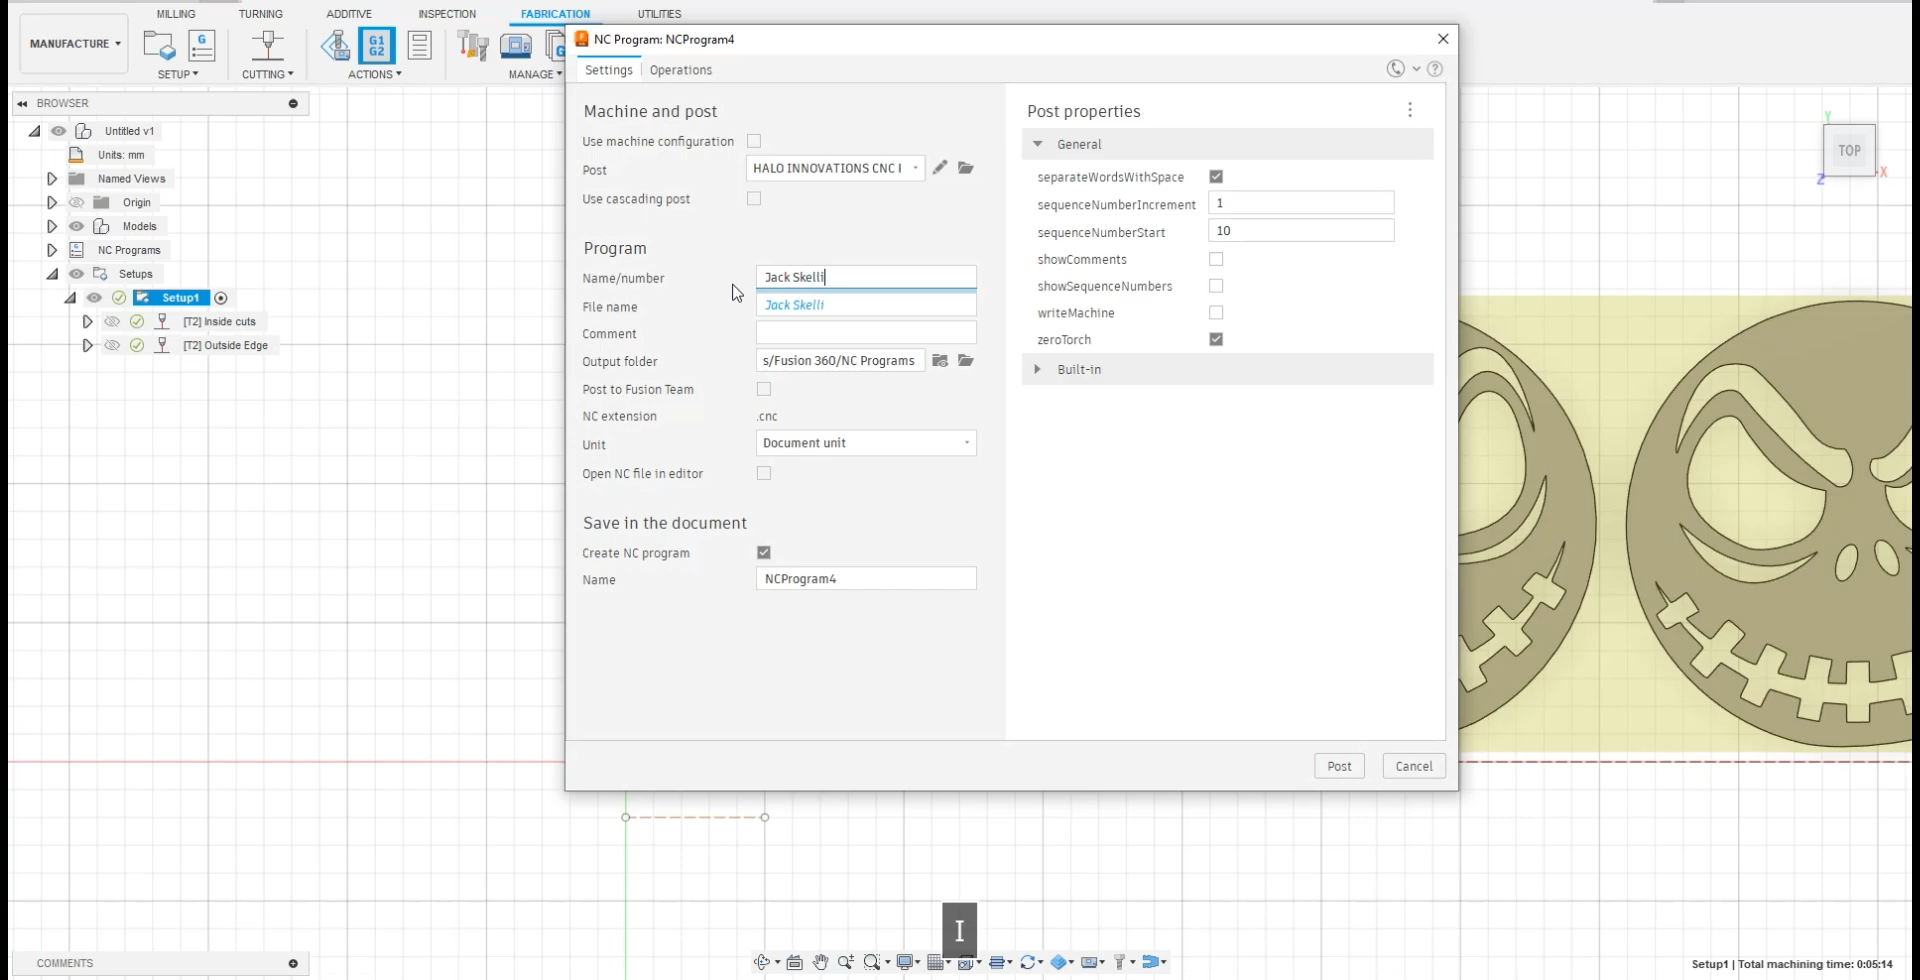 MILLING TURNING ADDITIVE INSPECTION FABRICATION UTILITIES
MANUFACTURE
G1
G2
SETUP CUTTING ACTIONS MANAGE
NC Program: NCProgram4
Settings Operations
BROWSER
Untitled v1
Units: mm
Named Views
Origin
Models
NC Programs
Setups
Setup1
[T2] Inside cuts
[T2] Outside Edge
Machine and post
Use machine configuration
Post HALO INNOVATIONS CNC
Use cascading post
Program
Name/number Jack Skelli
File name Jack Skelli
Comment
Output folder s/Fusion 360/NC Programs
Post to Fusion Team
NC extension .cnc
Unit Document unit
Open NC file in editor
Save in the document
Create NC program
Name NCProgram4
Post properties
General
separateWordsWithSpace
sequenceNumberIncrement 1
sequenceNumberStart 10
showComments
showSequenceNumbers
writeMachine
zeroTorch
Built-in
Post Cancel
Y
TOP
X
Z
I
COMMENTS
Setup1 | Total machining time: 0:05:14